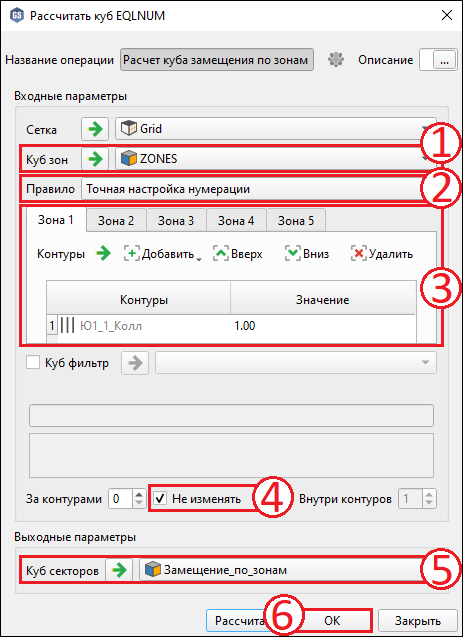 GS Рассчитать куб EQLNUM
Название операции Расчет куба замещения по зонам Описание ...
Входные параметры
Сетка Grid
1
Куб зон ZONES
Правило Точная настройка нумерации 2
Зона 1 Зона 2 Зона 3 Зона 4 Зона 5
Контуры Добавить Вверх Вниз Удалить
3
Контуры Значение
1 Ю1_1_Колл 1.00
Куб фильтр
За контурами 0 Не изменять 4 Внутри контуров 1
Выходные параметры
Куб секторов Замещение_по_зонам 5
6
ОК Закрыть